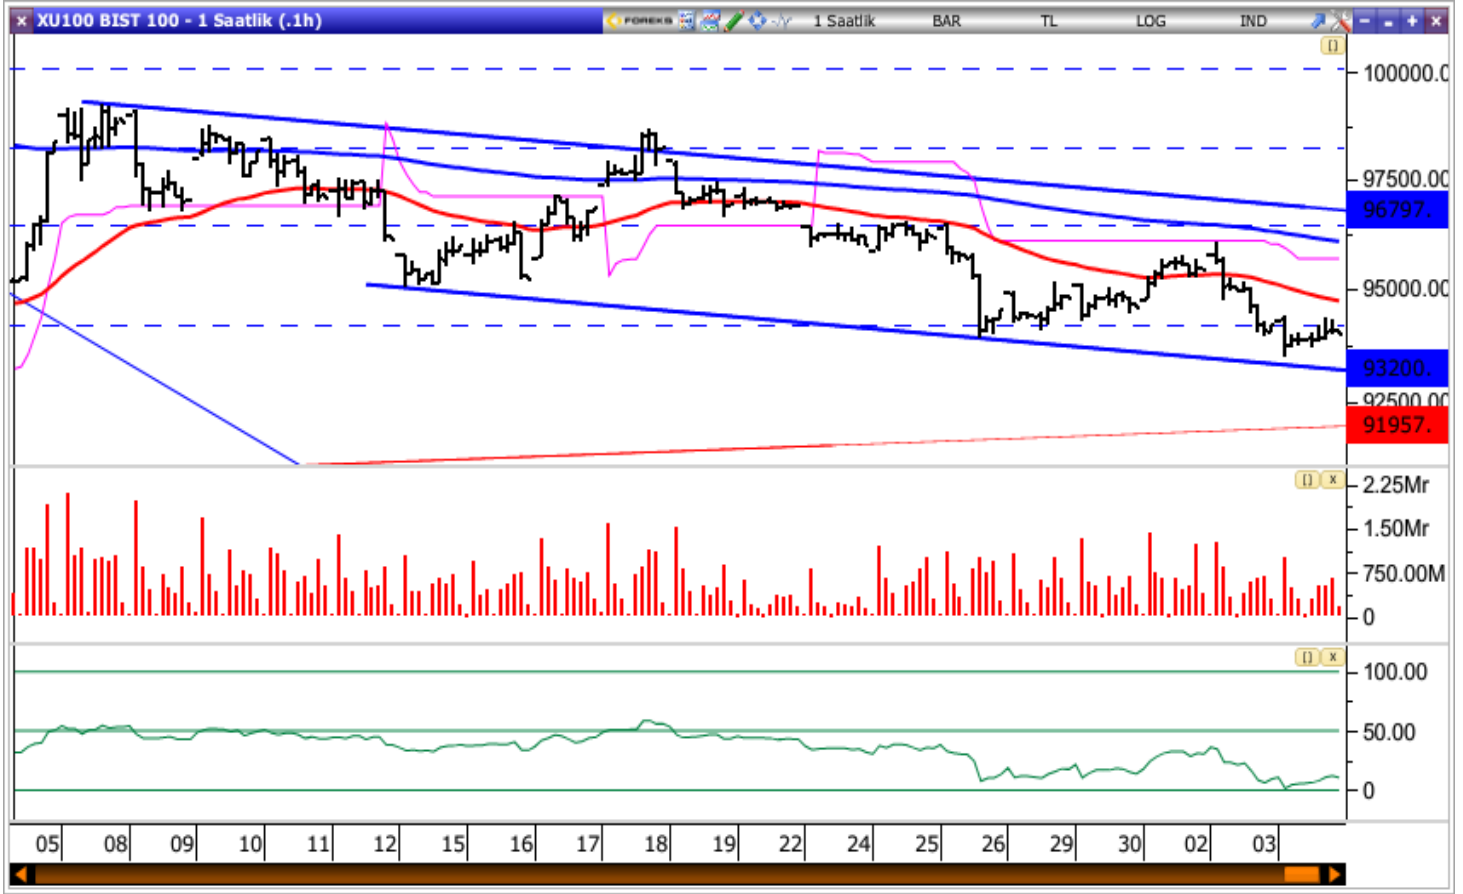 XU100 BIST 100 - 1 Saatlik (.1h) FOREKS 1 Saatlik BAR TL LOG IND
100000.0
97500.00
96797.
95000.00
93200.
92500.00
91957.
2.25Mr
1.50Mr
750.00M
0
100.00
50.00
0
05 08 09 10 11 12 15 16 17 18 19 22 24 25 26 29 30 02 03